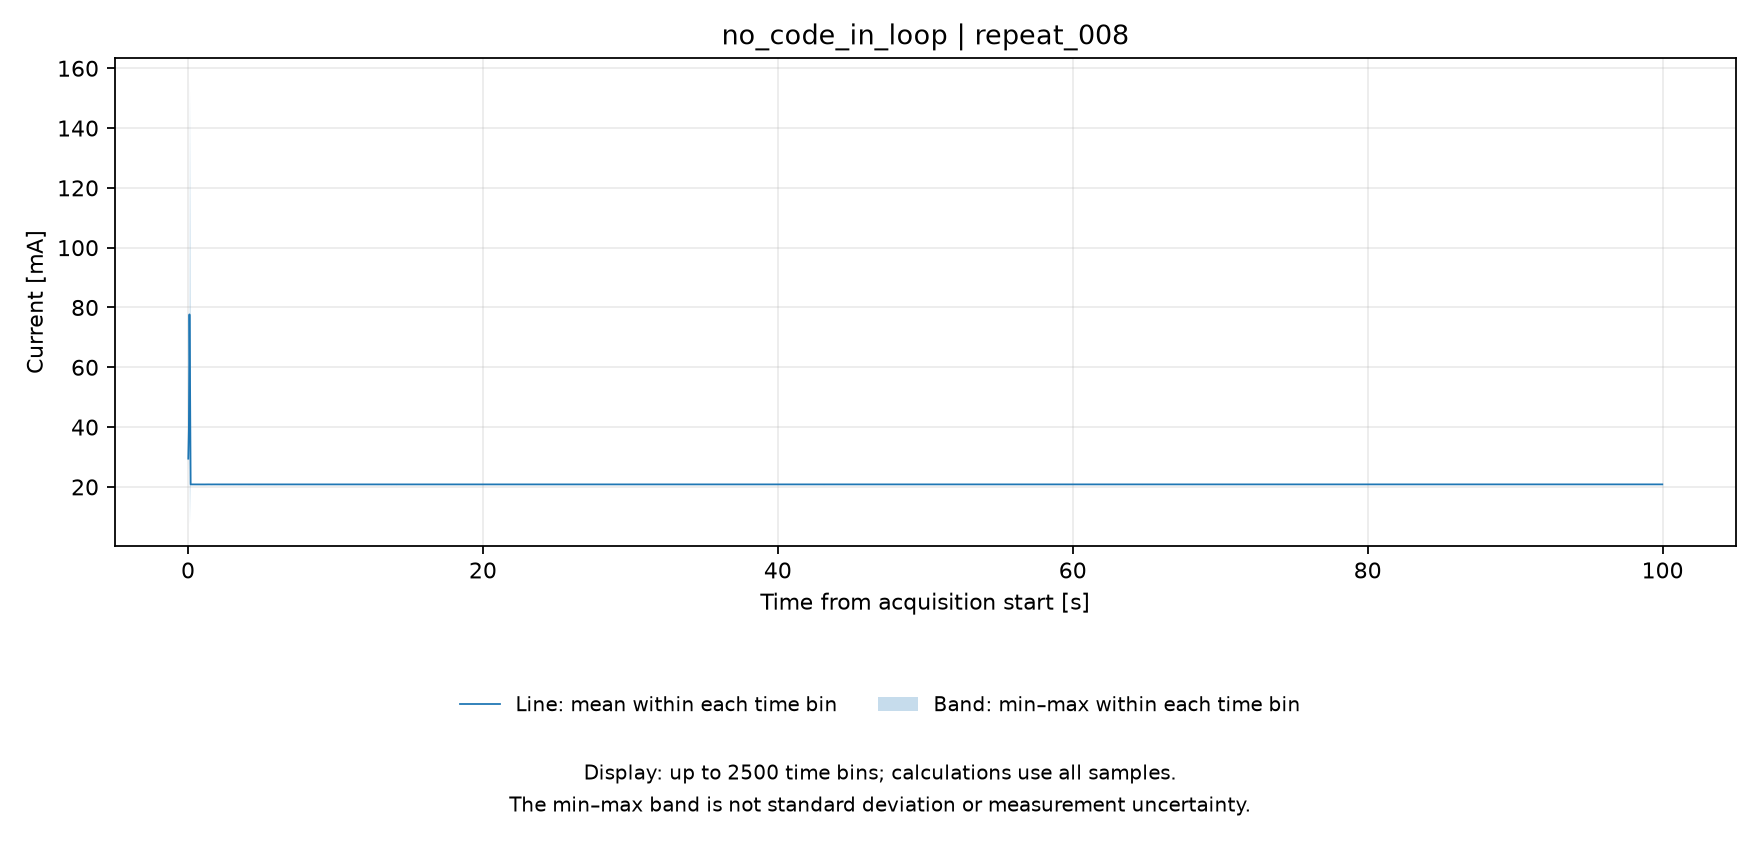 no_code_in_loop | repeat_008
160
140
120
100
80
60
40
20
Current [mA]
0 20 40 60 80 100
Time from acquisition start [s]
Line: mean within each time bin Band: min–max within each time bin
Display: up to 2500 time bins; calculations use all samples.
The min–max band is not standard deviation or measurement uncertainty.